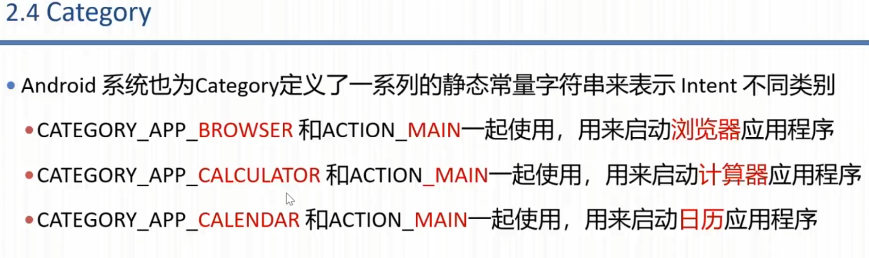 2.4 Category
Android 系统也为Category定义了一系列的静态常量字符串来表示 Intent 不同类别
CATEGORY_APP_BROWSER 和ACTION_MAIN一起使用，用来启动浏览器应用程序
CATEGORY_APP_CALCULATOR 和ACTION_MAIN一起使用，用来启动计算器应用程序
CATEGORY_APP_CALENDAR 和ACTION_MAIN一起使用，用来启动日历应用程序